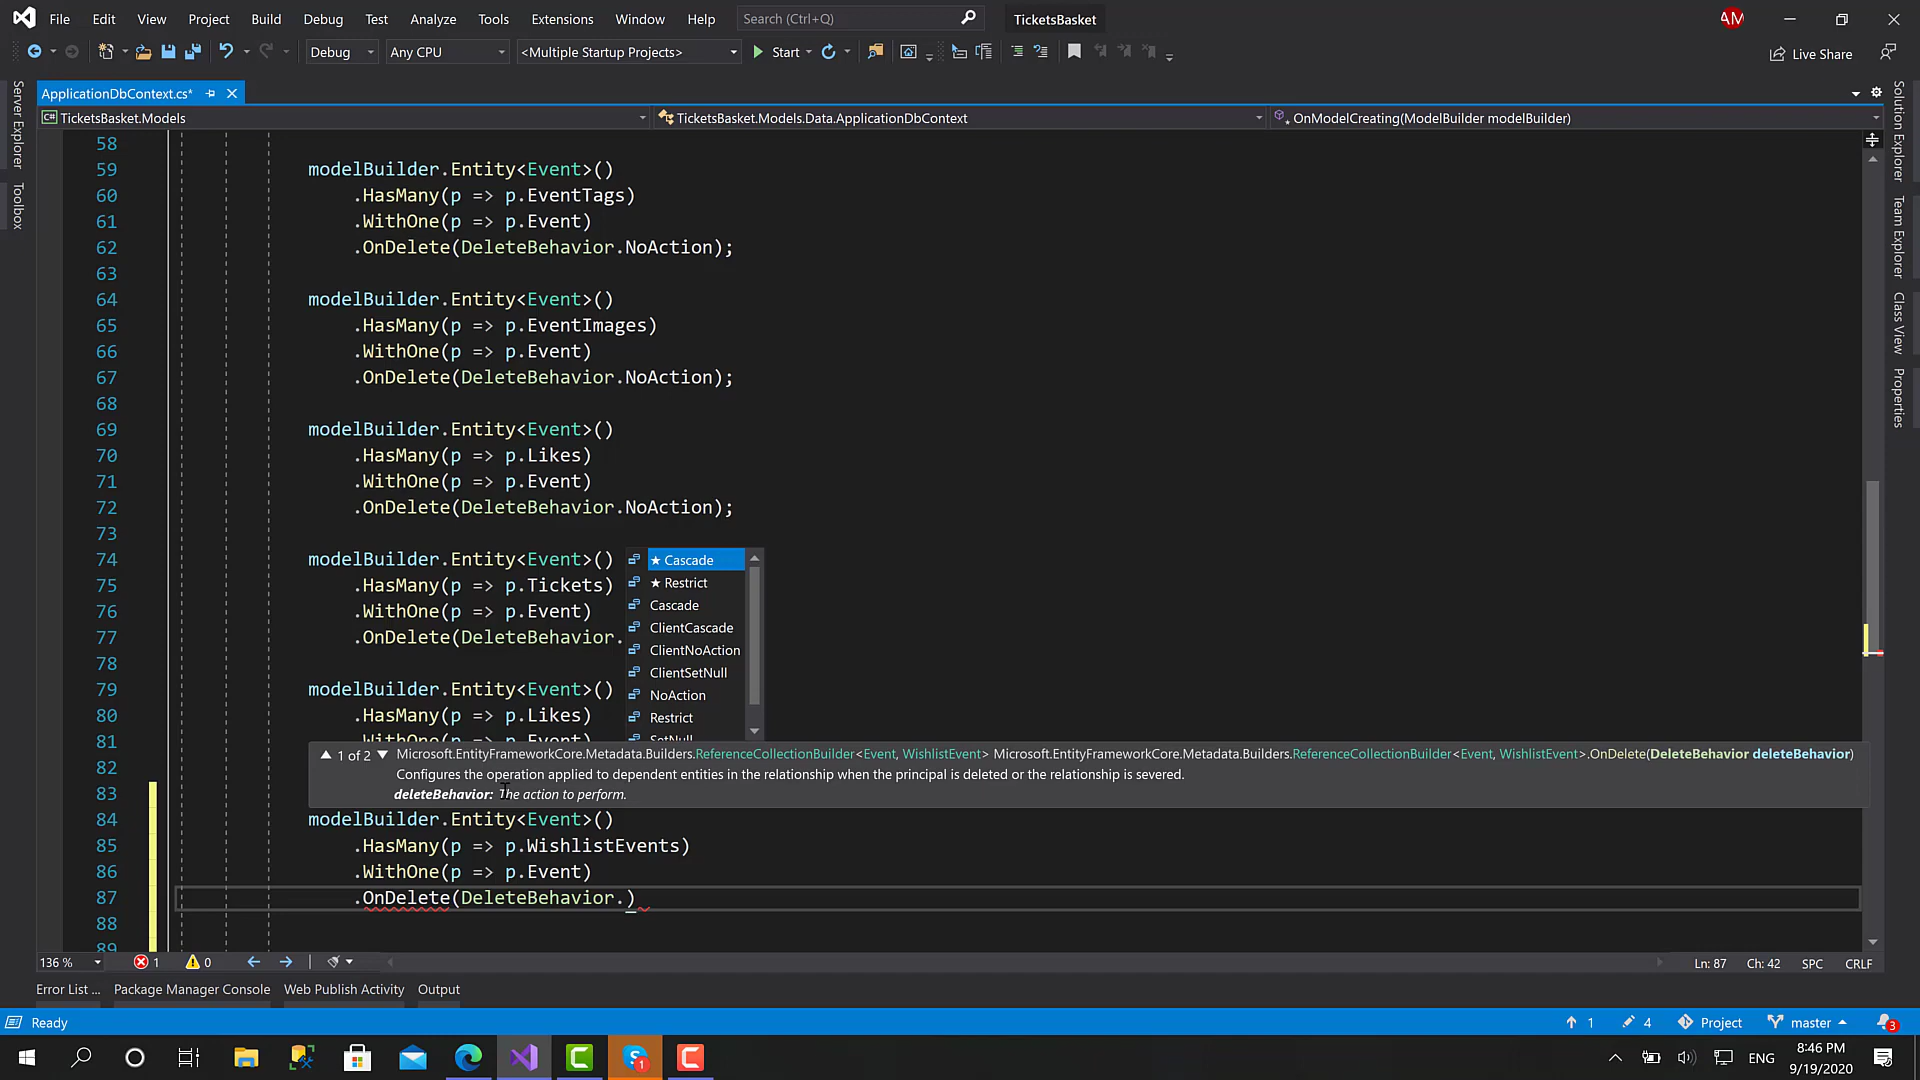 File Edit View Project Build Debug Test Analyze Tools Extensions Window Help Search (Ctrl+Q) TicketsBasket AM
Debug Any CPU <Multiple Startup Projects> Start Live Share
ApplicationDbContext.cs*
TicketsBasket.Models TicketsBasket.Models.Data.ApplicationDbContext OnModelCreating(ModelBuilder modelBuilder)
Server Explorer
Toolbox
Solution Explorer
Team Explorer
Class View
Properties
58
59 modelBuilder.Entity<Event>()
60 .HasMany(p => p.EventTags)
61 .WithOne(p => p.Event)
62 .OnDelete(DeleteBehavior.NoAction);
63
64 modelBuilder.Entity<Event>()
65 .HasMany(p => p.EventImages)
66 .WithOne(p => p.Event)
67 .OnDelete(DeleteBehavior.NoAction);
68
69 modelBuilder.Entity<Event>()
70 .HasMany(p => p.Likes)
71 .WithOne(p => p.Event)
72 .OnDelete(DeleteBehavior.NoAction);
73
74 modelBuilder.Entity<Event>()
75 .HasMany(p => p.Tickets)
76 .WithOne(p => p.Event)
77 .OnDelete(DeleteBehavior.
78
79 modelBuilder.Entity<Event>()
80 .HasMany(p => p.Likes)
81 .WithOne(p => p.Event)
82
83
84 modelBuilder.Entity<Event>()
85 .HasMany(p => p.WishlistEvents)
86 .WithOne(p => p.Event)
87 .OnDelete(DeleteBehavior.)
88
89
★ Cascade
★ Restrict
Cascade
ClientCascade
ClientNoAction
ClientSetNull
NoAction
Restrict
SetNull
▲ 1 of 2 ▼ Microsoft.EntityFrameworkCore.Metadata.Builders.ReferenceCollectionBuilder<Event, WishlistEvent> Microsoft.EntityFrameworkCore.Metadata.Builders.ReferenceCollectionBuilder<Event, WishlistEvent>.OnDelete(DeleteBehavior deleteBehavior)
Configures the operation applied to dependent entities in the relationship when the principal is deleted or the relationship is severed.
deleteBehavior: The action to perform.
136 % 1 0 Ln: 87 Ch: 42 SPC CRLF
Error List ... Package Manager Console Web Publish Activity Output
Ready 1 4 Project master 3
1 ENG 8:46 PM
9/19/2020